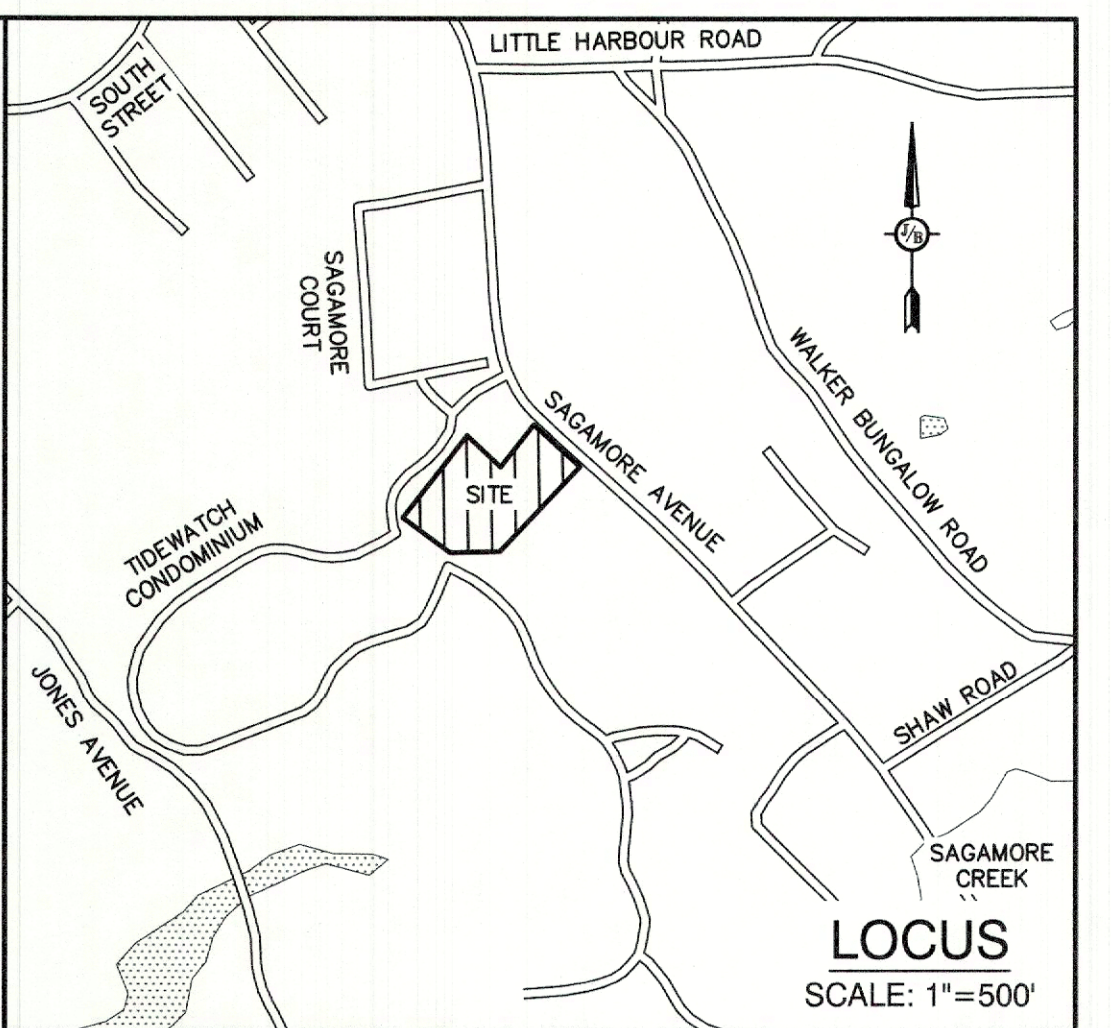 LITTLE HARBOUR ROAD
SOUTH
STREET
J/B
SAGAMORE
COURT
WALKER BUNGALOW ROAD
SAGAMORE AVENUE
SITE
TIDEWATCH
CONDOMINIUM
JONES AVENUE
SHAW ROAD
SAGAMORE
CREEK
LOCUS
SCALE: 1"=500'